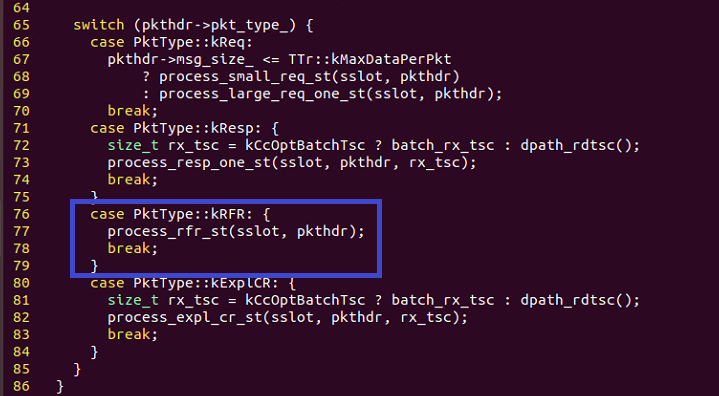 64
65 switch (pkthdr->pkt_type_) {
66 case PktType::kReq:
67 pkthdr->msg_size_ <= TTr::kMaxDataPerPkt
68 ? process_small_req_st(sslot, pkthdr)
69 : process_large_req_one_st(sslot, pkthdr);
70 break;
71 case PktType::kResp: {
72 size_t rx_tsc = kCcOptBatchTsc ? batch_rx_tsc : dpath_rdtsc();
73 process_resp_one_st(sslot, pkthdr, rx_tsc);
74 break;
75 }
76 case PktType::kRFR: {
77 process_rfr_st(sslot, pkthdr);
78 break;
79 }
80 case PktType::kExplCR: {
81 size_t rx_tsc = kCcOptBatchTsc ? batch_rx_tsc : dpath_rdtsc();
82 process_expl_cr_st(sslot, pkthdr, rx_tsc);
83 break;
84 }
85 }
86 }